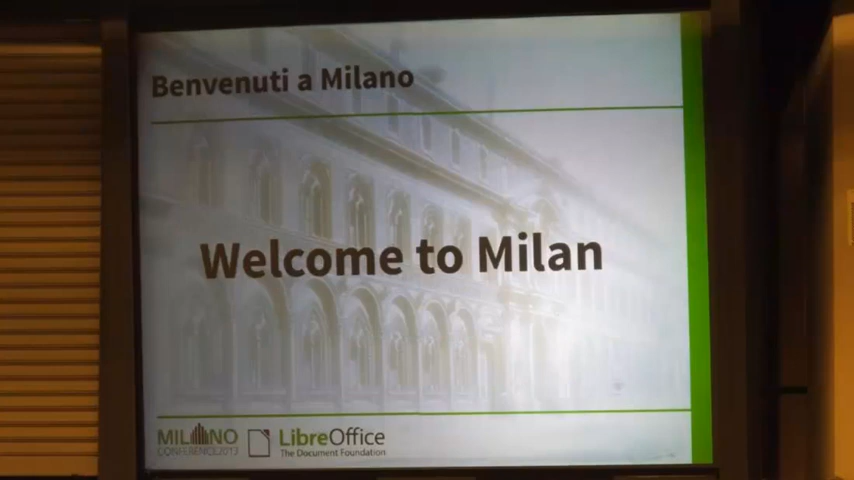 Benvenuti a Milano
Welcome to Milan
MILANO
CONFERENCE2013
LibreOffice
The Document Foundation